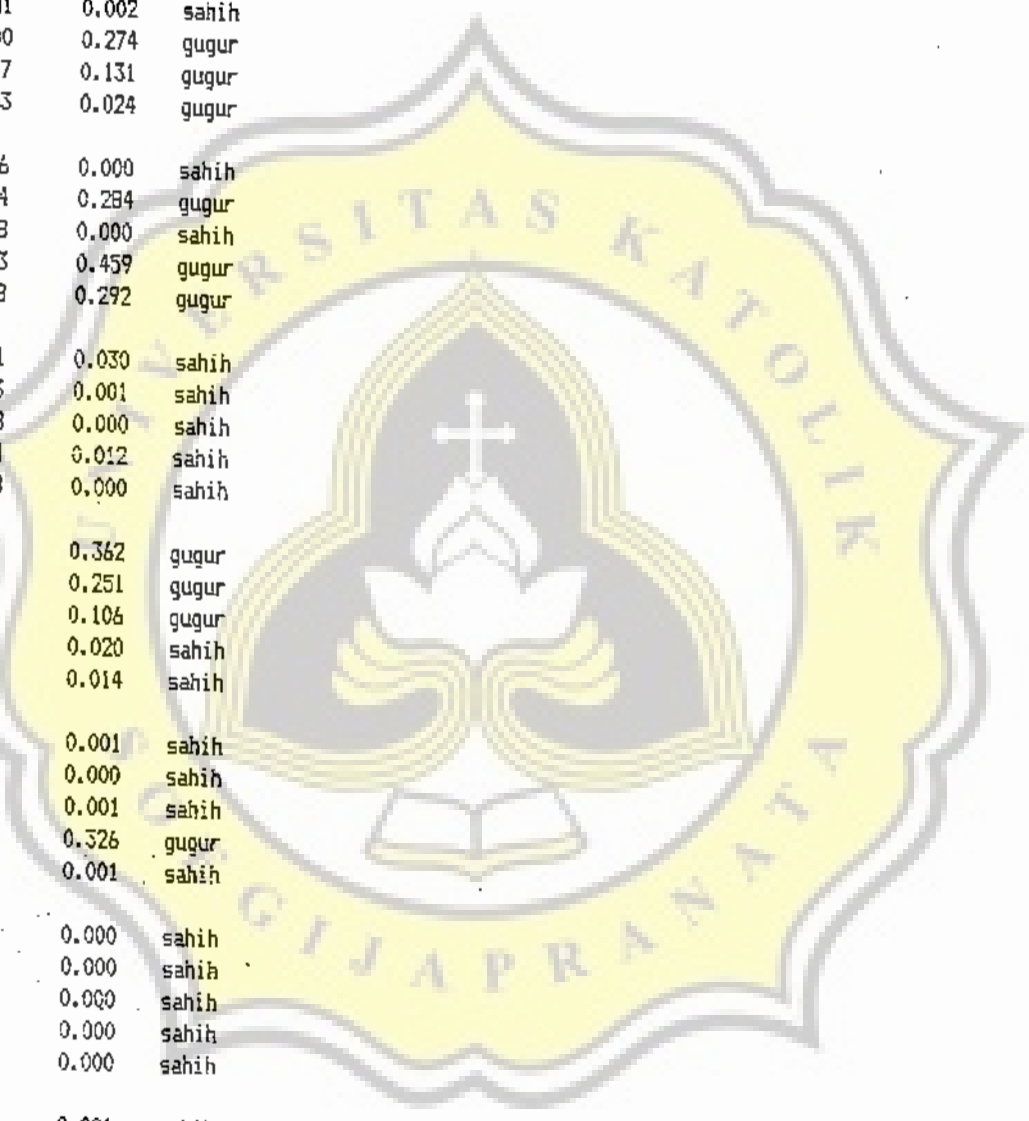 0.002 sahih
0.274 gugur
0.131 gugur
0.024 gugur
0.000 sahih
0.284 gugur
0.000 sahih
0.459 gugur
0.292 gugur
0.030 sahih
0.001 sahih
0.000 sahih
0.012 sahih
0.000 sahih
0.362 gugur
0.251 gugur
0.106 gugur
0.020 sahih
0.014 sahih
0.001 sahih
0.000 sahih
0.001 sahih
0.326 gugur
0.001 sahih
0.000 sahih
0.000 sahih
0.000 sahih
0.000 sahih
0.000 sahih
UNIVERSITAS KATOLIK
SOEGIJAPRANATA